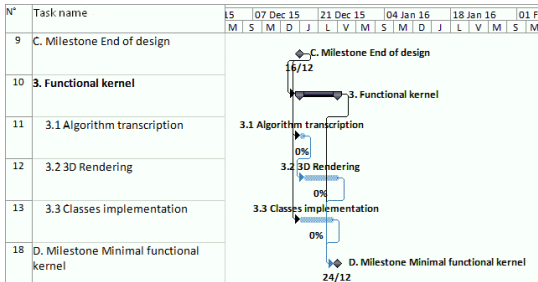 N° Task name 15 07 Dec 15 21 Dec 15 04 Jan 16 18 Jan 16 01 F
M S D J L V M S D J L V M
9 C. Milestone End of design C. Milestone End of design
16/12
10 3. Functional kernel 3. Functional kernel
11 3.1 Algorithm transcription 3.1 Algorithm transcription
0%
12 3.2 3D Rendering 3.2 3D Rendering
0%
13 3.3 Classes implementation 3.3 Classes implementation
0%
18 D. Milestone Minimal functional D. Milestone Minimal functional kernel
kernel
24/12